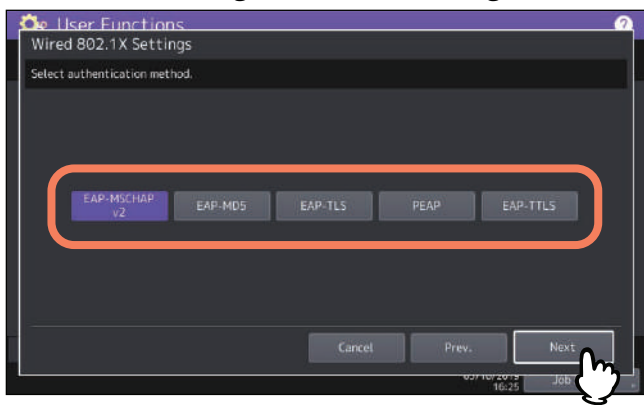 User Functions
?
Wired 802.1X Settings
Select authentication method.
EAP-MSCHAP
v2
EAP-MD5
EAP-TLS
PEAP
EAP-TTLS
Cancel
Prev.
Next
16:25
Job